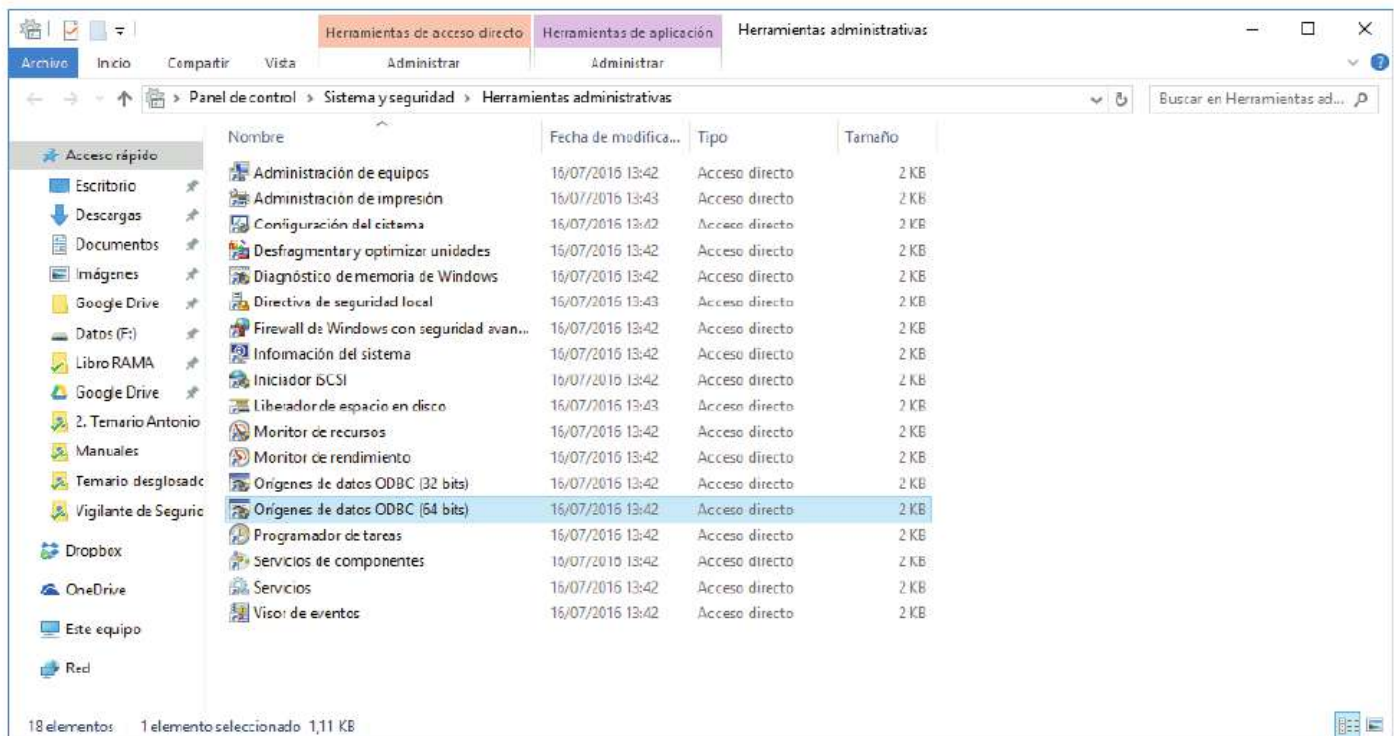 Herramientas de acceso directo Herramientas de aplicación Herramientas administrativas
Archivo Inicio Compartir Vista Administrar Administrar
Panel de control > Sistema y seguridad > Herramientas administrativas Buscar en Herramientas ad...
Nombre Fecha de modifica... Tipo Tamaño
Acceso rápido
Escritorio
Descargas
Documentos
Imágenes
Google Drive
Datos (F:)
Libro RAMA
Google Drive
2. Temario Antonio
Manuales
Temario desglosado
Vigilante de Segurid
Dropbox
OneDrive
Este equipo
Red
Administración de equipos 16/07/2016 13:42 Acceso directo 2 KB
Administración de impresión 16/07/2016 13:43 Acceso directo 2 KB
Configuración del sistema 16/07/2016 13:42 Acceso directo 2 KB
Desfragmentar y optimizar unidades 16/07/2016 13:42 Acceso directo 2 KB
Diagnóstico de memoria de Windows 16/07/2016 13:42 Acceso directo 2 KB
Directiva de seguridad local 16/07/2016 13:43 Acceso directo 2 KB
Firewall de Windows con seguridad avan... 16/07/2016 13:42 Acceso directo 2 KB
Información del sistema 16/07/2016 13:42 Acceso directo 2 KB
Iniciador iSCSI 16/07/2016 13:42 Acceso directo 2 KB
Liberador de espacio en disco 16/07/2016 13:43 Acceso directo 2 KB
Monitor de recursos 16/07/2016 13:42 Acceso directo 2 KB
Monitor de rendimiento 16/07/2016 13:42 Acceso directo 2 KB
Orígenes de datos ODBC (32 bits) 16/07/2016 13:42 Acceso directo 2 KB
Orígenes de datos ODBC (64 bits) 16/07/2016 13:42 Acceso directo 2 KB
Programador de tareas 16/07/2016 13:42 Acceso directo 2 KB
Servicios de componentes 16/07/2016 13:42 Acceso directo 2 KB
Servicios 16/07/2016 13:42 Acceso directo 2 KB
Visor de eventos 16/07/2016 13:42 Acceso directo 2 KB
18 elementos 1 elemento seleccionado 1,11 KB